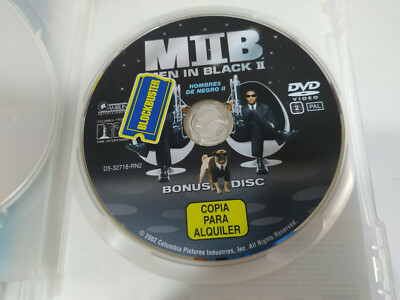 MIIB
MEN IN BLACK II
HOMBRES
DE NEGRO II
BLOCKBUSTER
DVD
VIDEO
2 PAL
D5-32718-RN2
BONUS DISC
COPIA
PARA
ALQUILER
© 2002 Columbia Pictures Industries, Inc. All Rights Reserved.